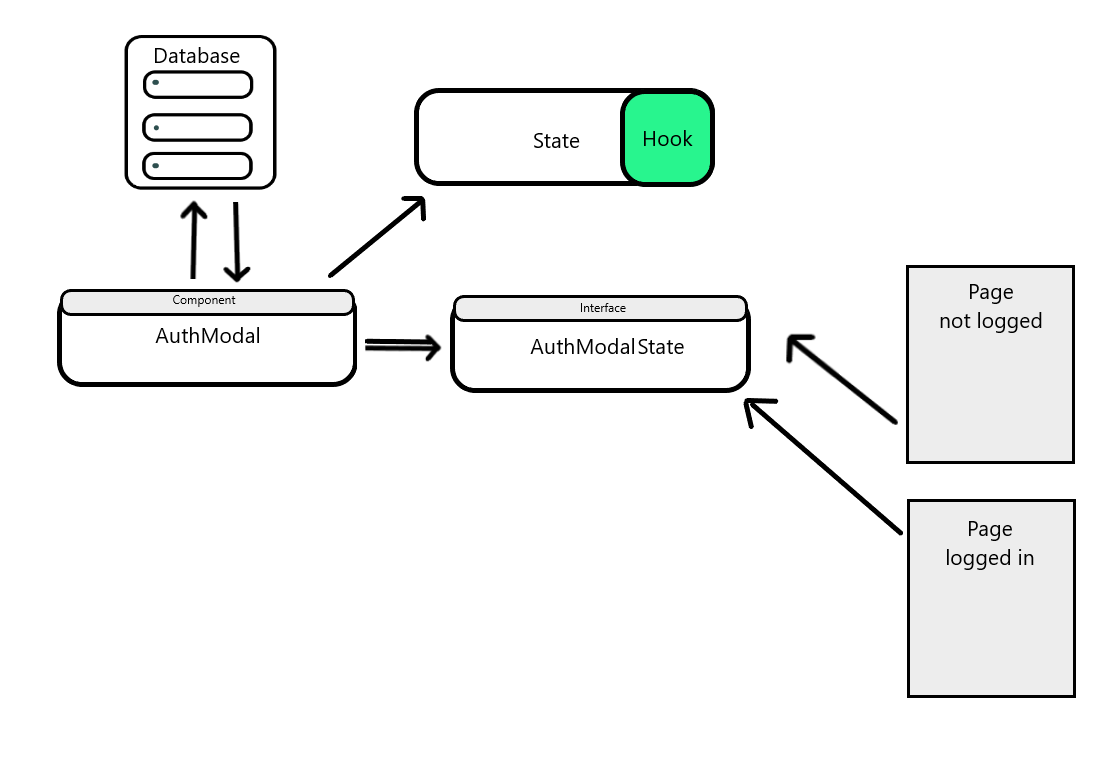 Database
State
Hook
Component
AuthModal
Interface
AuthModalState
Page
not logged
Page
logged in